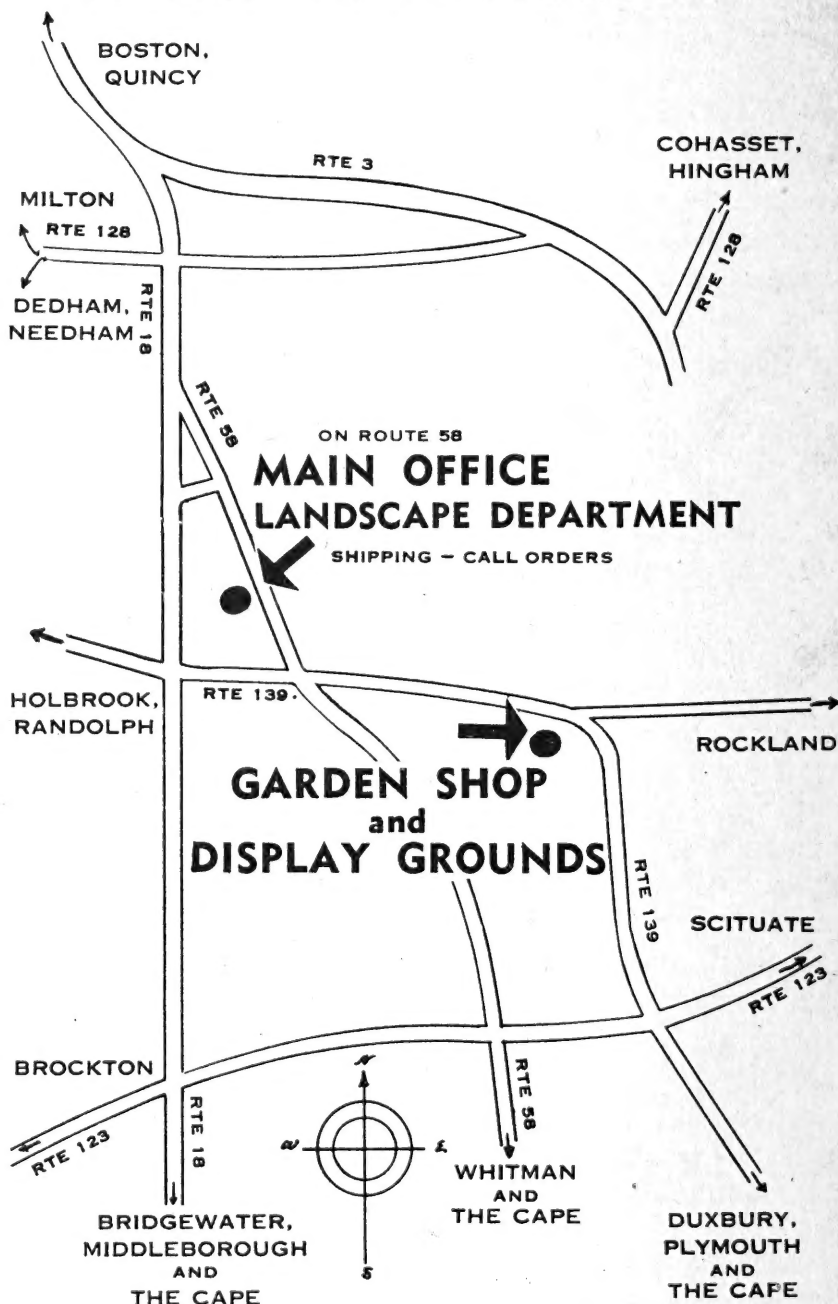 BOSTON,
QUINCY
RTE 3
COHASSET,
HINGHAM
MILTON
RTE 128
RTE 128
DEDHAM,
NEEDHAM
RTE 18
RTE 58
ON ROUTE 58
MAIN OFFICE
LANDSCAPE DEPARTMENT
SHIPPING – CALL ORDERS
HOLBROOK,
RANDOLPH
RTE 139
ROCKLAND
GARDEN SHOP
and
DISPLAY GROUNDS
RTE 139
SCITUATE
RTE 123
BROCKTON
RTE 123
RTE 18
N
W
E
S
RTE 58
WHITMAN
AND
THE CAPE
BRIDGEWATER,
MIDDLEBOROUGH
AND
THE CAPE
DUXBURY,
PLYMOUTH
AND
THE CAPE